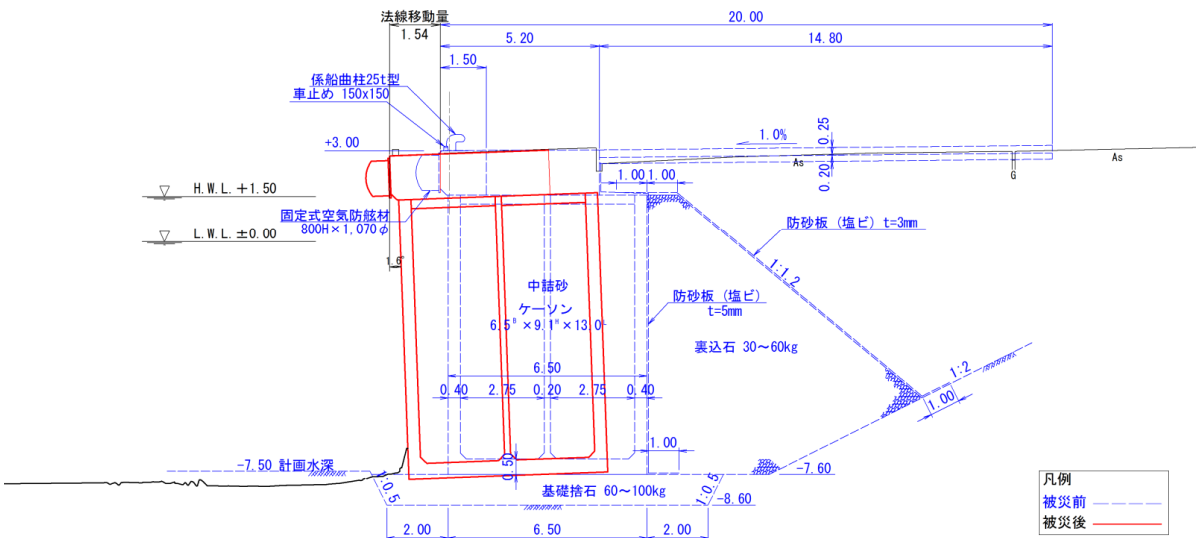 法線移動量
1.54
20.00
5.20
14.80
1.50
係船曲柱25t型
車止め 150x150
+3.00
1.0%
0.25
0.20
As
As
G
1.00
1.00
H.W.L.+1.50
固定式空気防舷材
800H×1,070φ
L.W.L.±0.00
1.6°
防砂板（塩ビ）t=3mm
1:1.2
中詰砂
ケーソン
6.5ᴮ×9.1ᴴ×13.0ᴸ
防砂板（塩ビ）
t=5mm
裏込石 30～60kg
6.50
0.40
2.75
0.20
2.75
0.40
1:2
1.00
1.00
0.50
-7.50 計画水深
-7.60
1:0.5
基礎捨石 60～100kg
1:0.5
-8.60
2.00
6.50
2.00
凡例
被災前
被災後